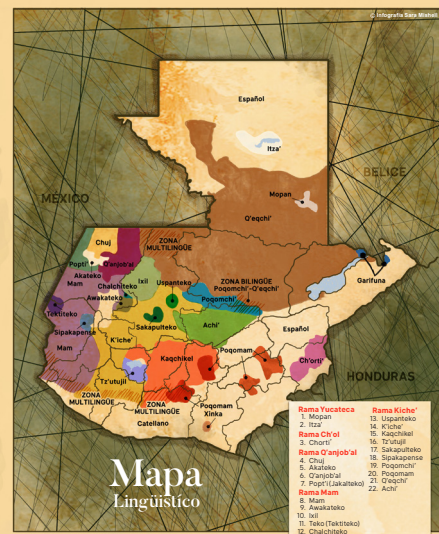 © Infografía Sara Misheli
Español
Itza'
BELICE
Mopan
MÉXICO
Q'eqchi'
Chuj
ZONA
MULTILINGÜE
Popti'
Q'anjob'al
Akateko
Mam
Chalchiteko
Ixil
Uspanteko
ZONA BILINGÜE
Poqomchi'-Q'eqchi'
Garifuna
Awakateko
Poqomchi'
Tektiteko
Sipakapense
Sakapulteko
Achi'
Español
Mam
K'iche'
Kaqchikel
Poqomam
Ch'orti'
Tz'utujil
HONDURAS
ZONA
MULTILINGÜE
ZONA
MULTILINGÜE
Poqomam
Xinka
Catellano
Mapa
Lingüístico
Rama Yucateca
1. Mopan
2. Itza'
Rama Ch'ol
3. Chorti'
Rama Q'anjob'al
4. Chuj
5. Akateko
6. Q'anjob'al
7. Popt'i (Jakalteko)
Rama Mam
8. Mam
9. Awakateko
10. Ixil
11. Teko (Tektiteko)
12. Chalchiteko
Rama Kiche'
13. Uspanteko
14. K'iche'
15. Kaqchikel
16. Tz'utujil
17. Sakapulteko
18. Sipakapense
19. Poqomchi'
20. Poqomam
21. Q'eqchi'
22. Achi'